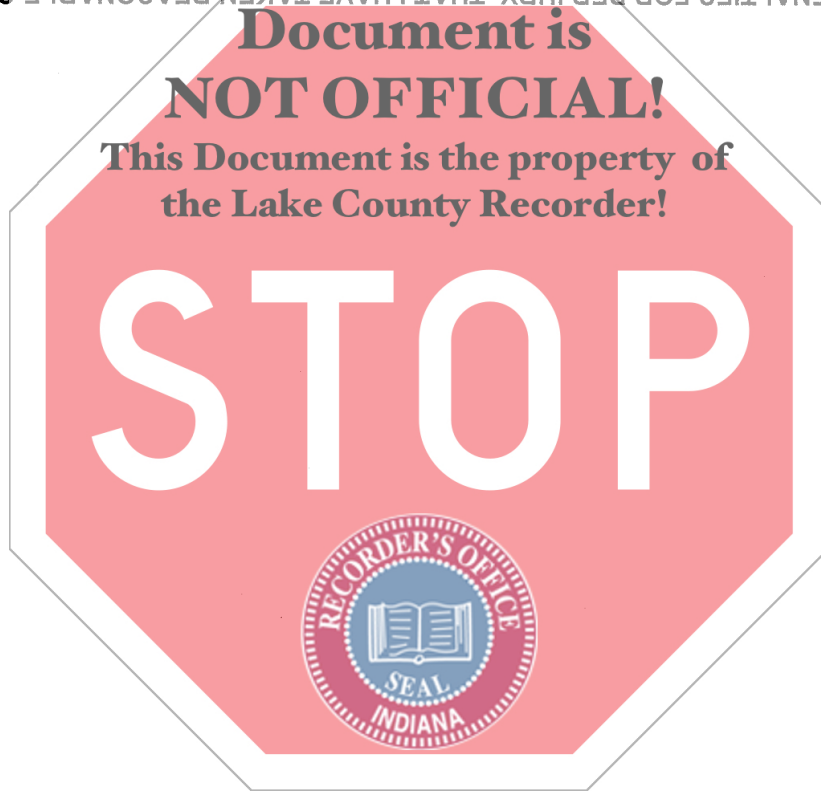 Document is
NOT OFFICIAL!
This Document is the property of
the Lake County Recorder!
STOP
RECORDER'S OFFICE
SEAL
INDIANA